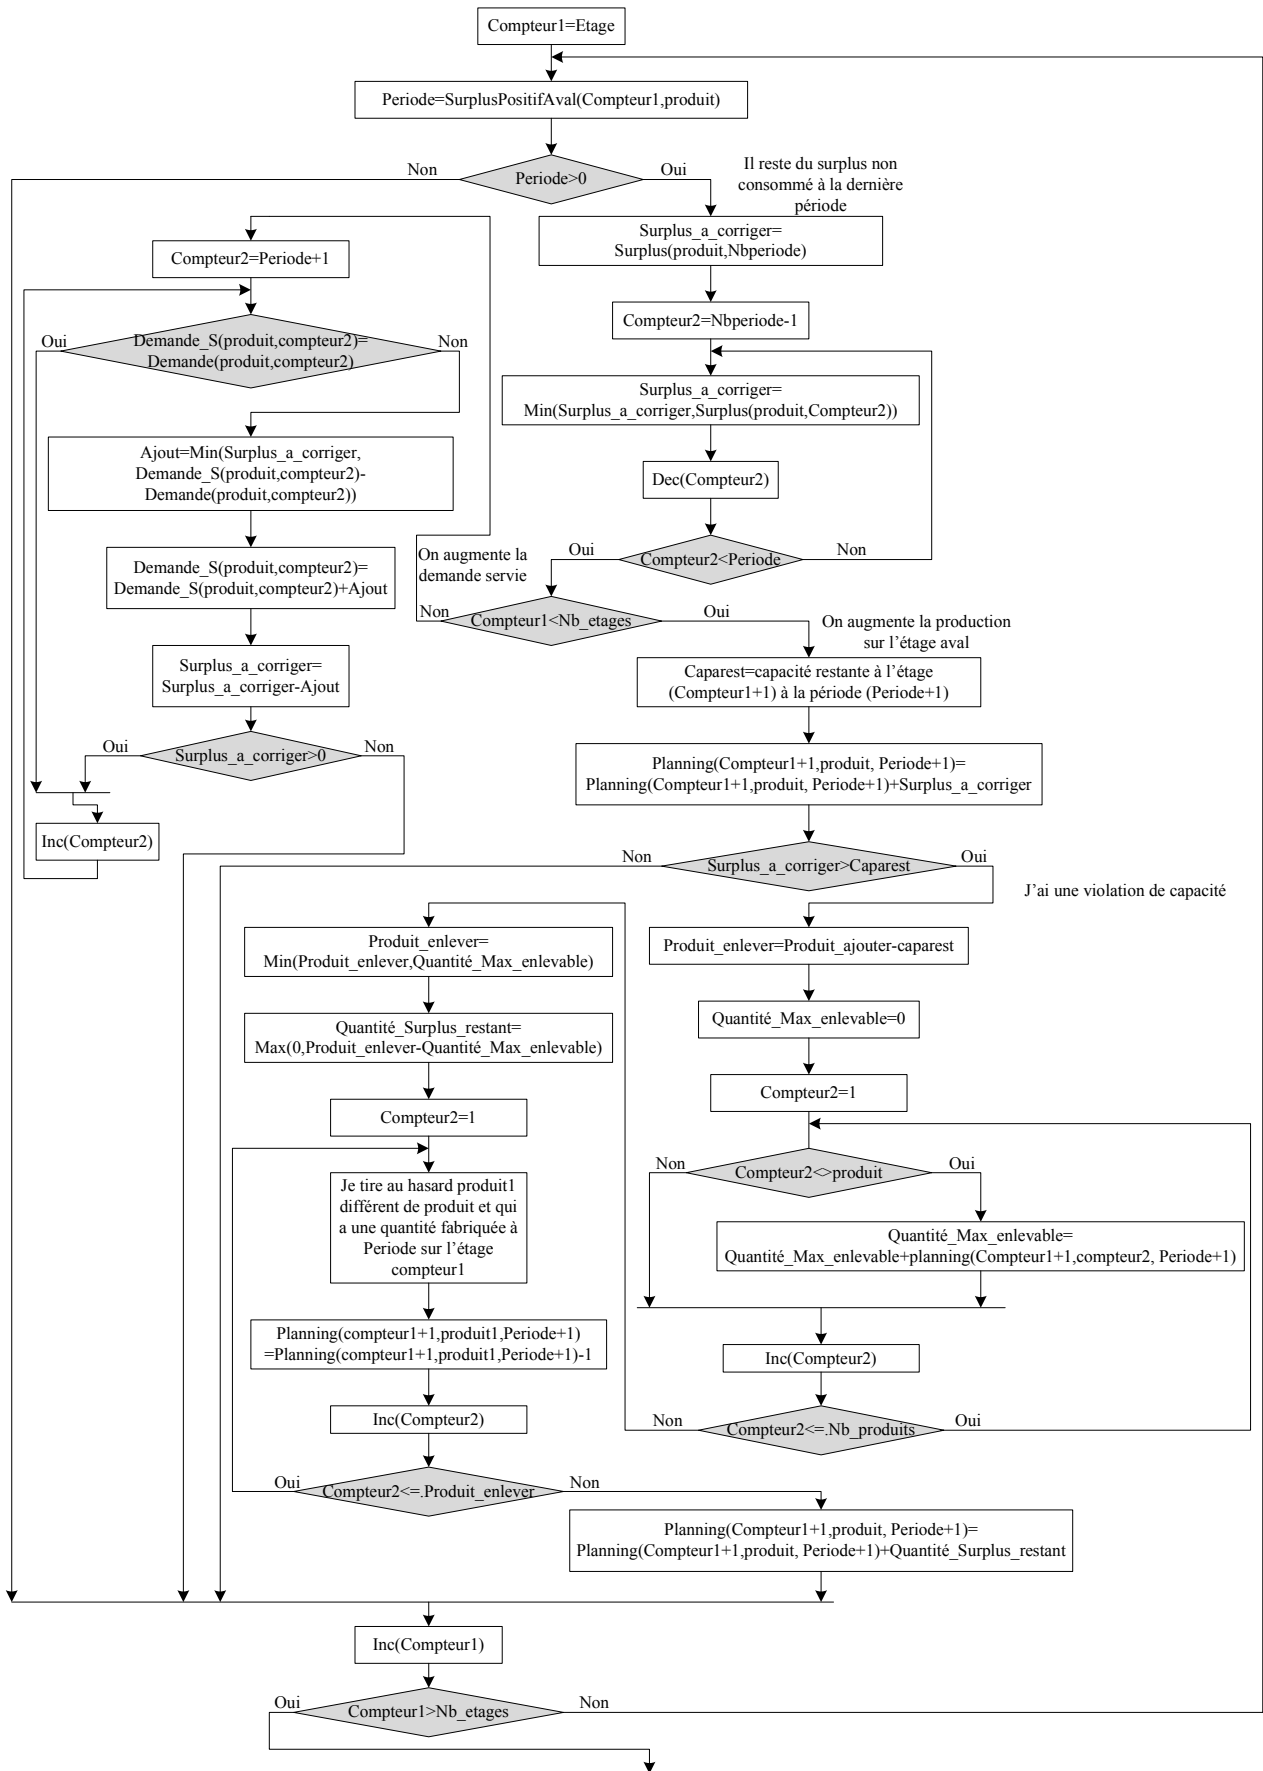 Compteur1=Etage
Periode=SurplusPositifAval(Compteur1,produit)
Non
Periode>0
Oui
Il reste du surplus non
consommé à la dernière
période
Surplus_a_corriger=
Surplus(produit,Nbperiode)
Compteur2=Periode+1
Compteur2=Nbperiode-1
Oui
Demande_S(produit,compteur2)=
Demande(produit,compteur2)
Non
Surplus_a_corriger=
Min(Surplus_a_corriger,Surplus(produit,Compteur2))
Ajout=Min(Surplus_a_corriger,
Demande_S(produit,compteur2)-
Demande(produit,compteur2))
Dec(Compteur2)
Oui
Compteur2<Periode
Non
On augmente la
demande servie
Demande_S(produit,compteur2)=
Demande_S(produit,compteur2)+Ajout
Non
Compteur1<Nb_etages
Oui
On augmente la production
sur l'étage aval
Surplus_a_corriger=
Surplus_a_corriger-Ajout
Caparest=capacité restante à l'étage
(Compteur1+1) à la période (Periode+1)
Oui
Surplus_a_corriger>0
Non
Planning(Compteur1+1,produit, Periode+1)=
Planning(Compteur1+1,produit, Periode+1)+Surplus_a_corriger
Inc(Compteur2)
Non
Surplus_a_corriger>Caparest
Oui
J'ai une violation de capacité
Produit_enlever=
Min(Produit_enlever,Quantité_Max_enlevable)
Produit_enlever=Produit_ajouter-caparest
Quantité_Surplus_restant=
Max(0,Produit_enlever-Quantité_Max_enlevable)
Quantité_Max_enlevable=0
Compteur2=1
Compteur2=1
Non
Compteur2<>produit
Oui
Je tire au hasard produit1
différent de produit et qui
a une quantité fabriquée à
Periode sur l'étage
compteur1
Quantité_Max_enlevable=
Quantité_Max_enlevable+planning(Compteur1+1,compteur2, Periode+1)
Planning(compteur1+1,produit1,Periode+1)
=Planning(compteur1+1,produit1,Periode+1)-1
Inc(Compteur2)
Inc(Compteur2)
Non
Compteur2<=.Nb_produits
Oui
Oui
Compteur2<=.Produit_enlever
Non
Planning(Compteur1+1,produit, Periode+1)=
Planning(Compteur1+1,produit, Periode+1)+Quantité_Surplus_restant
Inc(Compteur1)
Oui
Compteur1>Nb_etages
Non